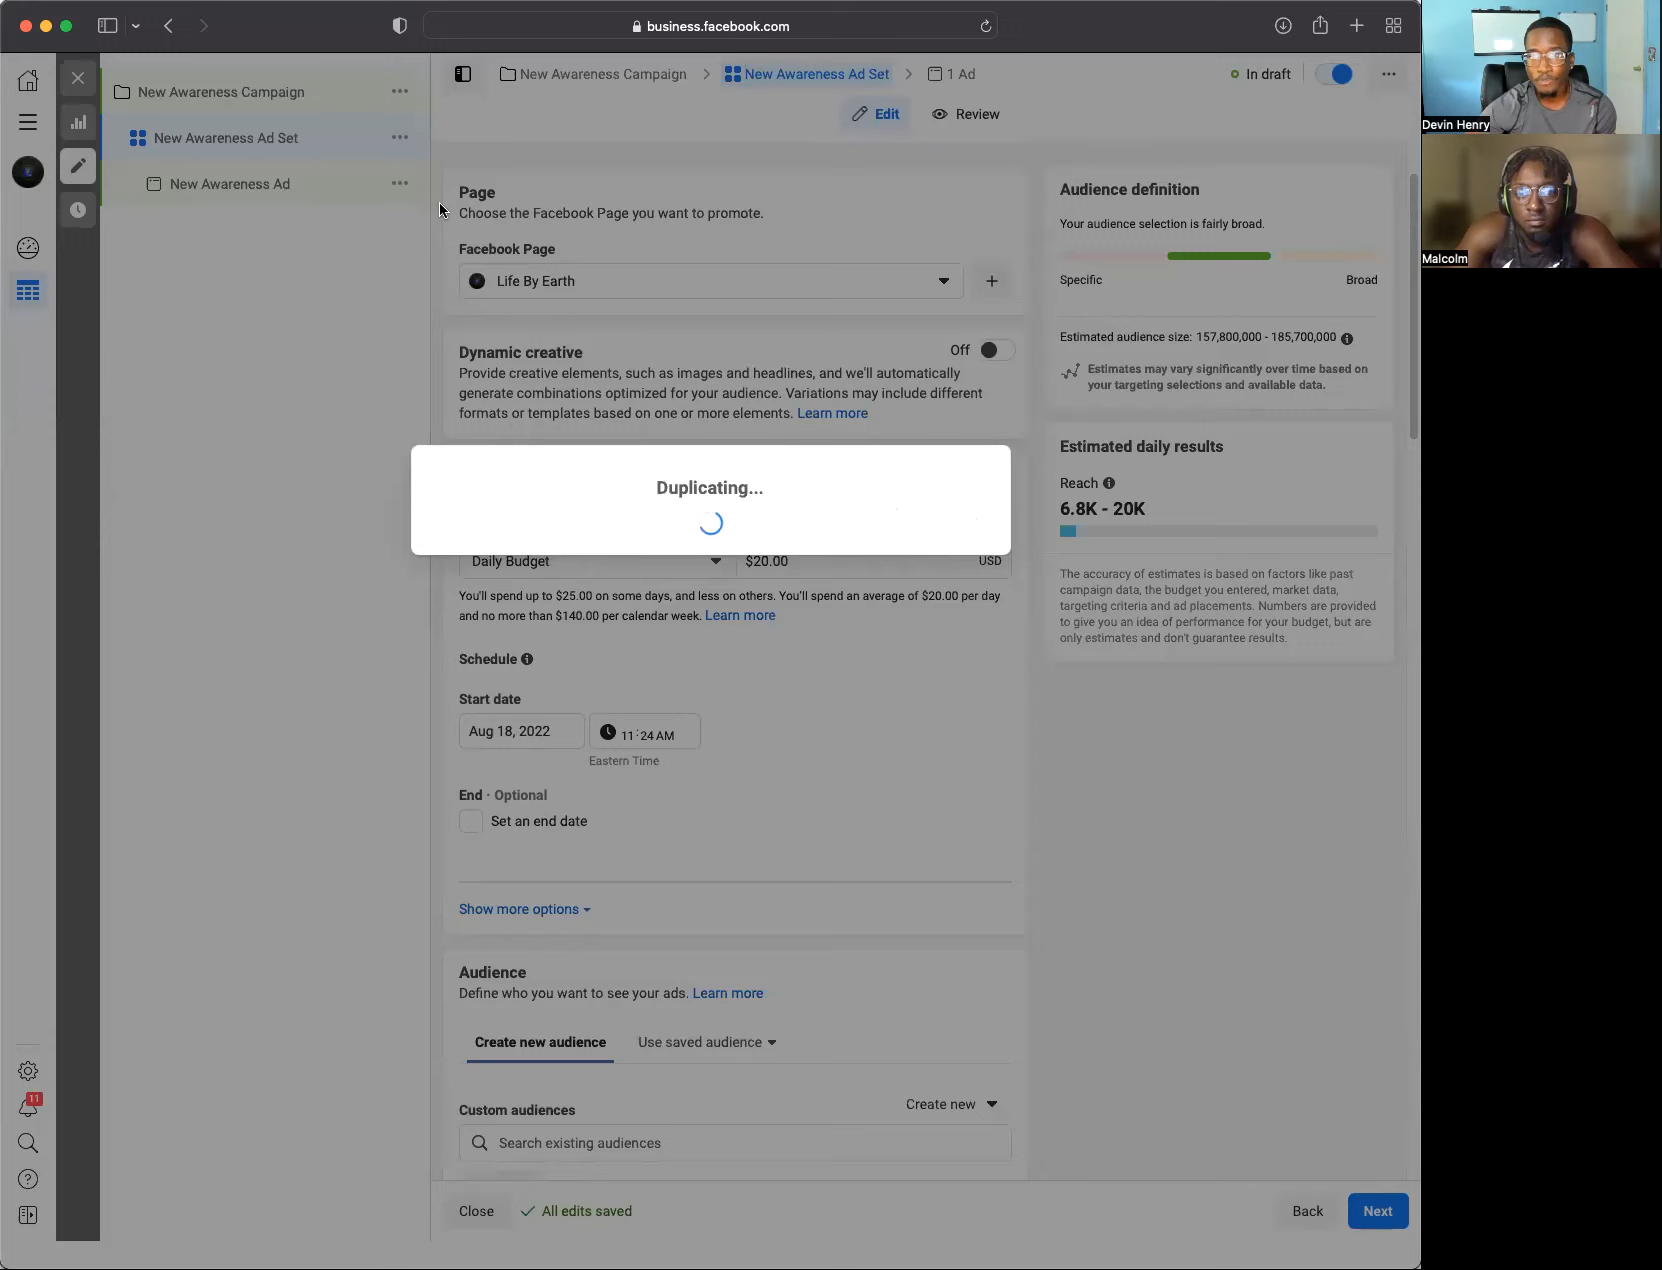 business.facebook.com
New Awareness Campaign
New Awareness Ad Set
New Awareness Ad
New Awareness Campaign
New Awareness Ad Set
1 Ad
In draft
Edit
Review
Page
Choose the Facebook Page you want to promote.
Facebook Page
Life By Earth
Dynamic creative
Off
Provide creative elements, such as images and headlines, and we'll automatically
generate combinations optimized for your audience. Variations may include different
formats or templates based on one or more elements. Learn more
Duplicating...
Daily Budget
$20.00
USD
You'll spend up to $25.00 on some days, and less on others. You'll spend an average of $20.00 per day
and no more than $140.00 per calendar week. Learn more
Schedule
Start date
Aug 18, 2022
11:24 AM
Eastern Time
End · Optional
Set an end date
Show more options
Audience
Define who you want to see your ads. Learn more
Create new audience
Use saved audience
Custom audiences
Create new
Search existing audiences
Close
All edits saved
Back
Next
Audience definition
Your audience selection is fairly broad.
Specific
Broad
Estimated audience size: 157,800,000 - 185,700,000
Estimates may vary significantly over time based on
your targeting selections and available data.
Estimated daily results
Reach
6.8K - 20K
The accuracy of estimates is based on factors like past
campaign data, the budget you entered, market data,
targeting criteria and ad placements. Numbers are provided
to give you an idea of performance for your budget, but are
only estimates and don't guarantee results.
11
Devin Henry
Malcolm